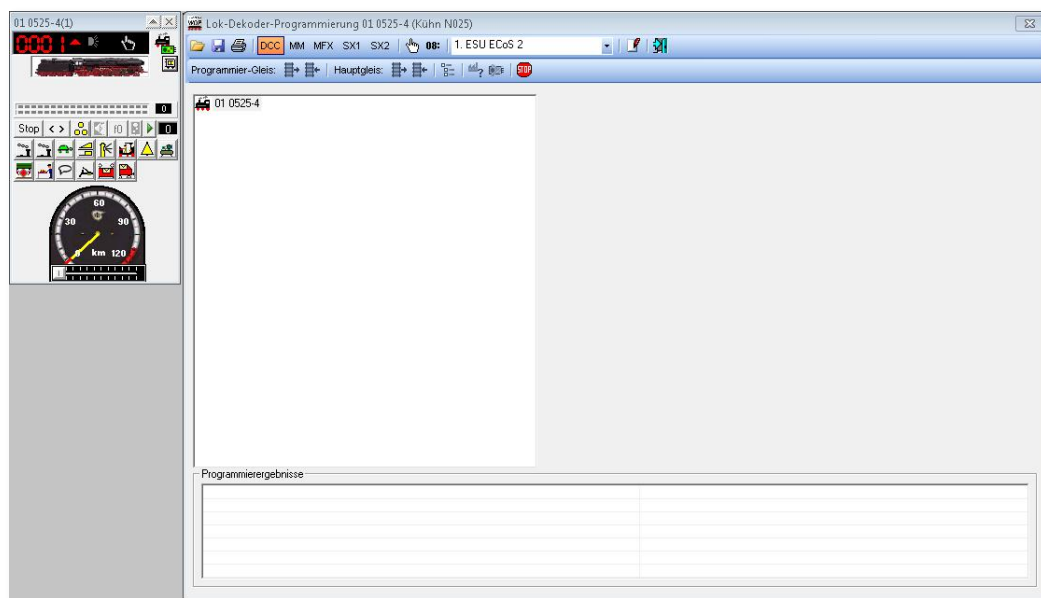 01 0525-4(1)
0001
0
Stop < > f0 0
30 60 90
0 km 120
Lok-Dekoder-Programmierung 01 0525-4 (Kühn N025)
DCC MM MFX SX1 SX2 08: 1. ESU ECoS 2
Programmier-Gleis: Hauptgleis: ? STOP
01 0525-4
Programmierergebnisse